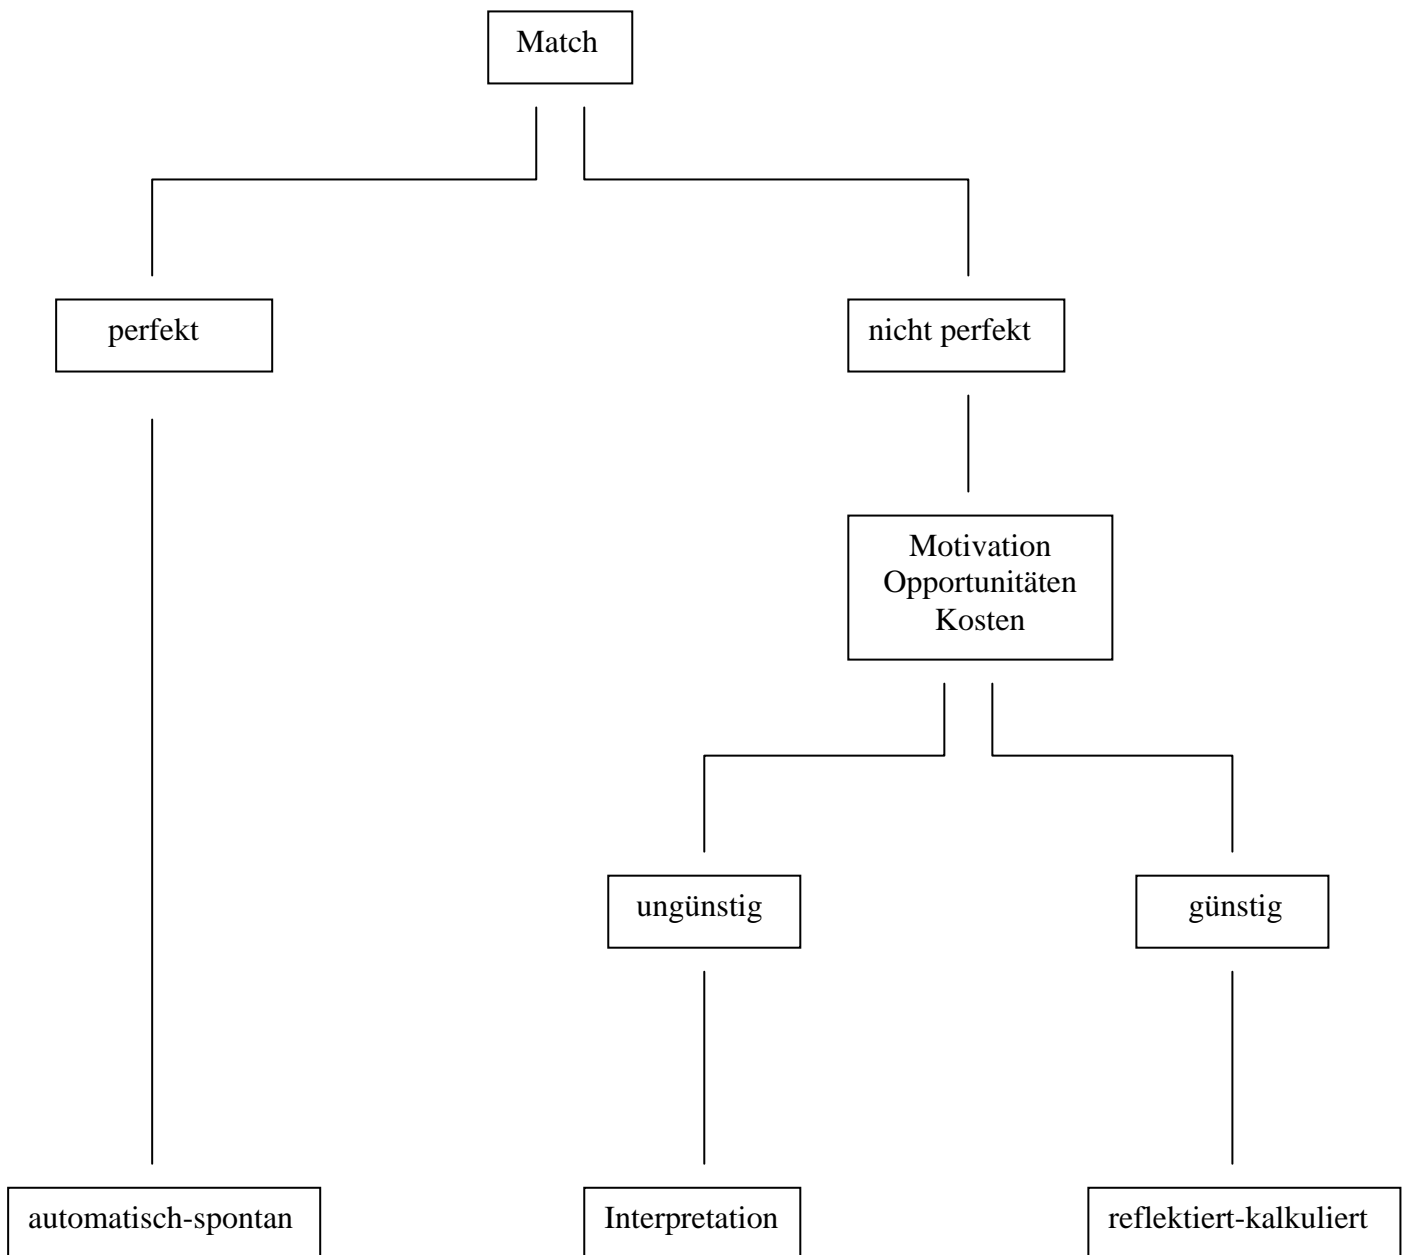 Match
perfekt
nicht perfekt
Motivation
Opportunitäten
Kosten
ungünstig
günstig
automatisch-spontan
Interpretation
reflektiert-kalkuliert